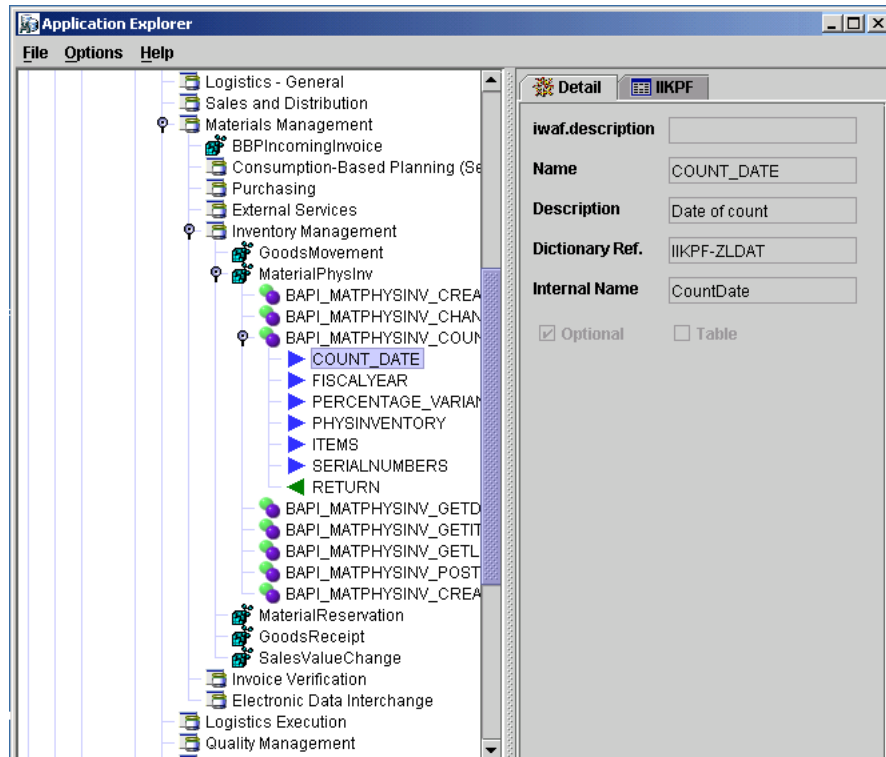 Application Explorer
File Options Help
Logistics - General
Sales and Distribution
Materials Management
BBPIncomingInvoice
Consumption-Based Planning (Se
Purchasing
External Services
Inventory Management
GoodsMovement
MaterialPhysInv
BAPI_MATPHYSINV_CREA
BAPI_MATPHYSINV_CHAN
BAPI_MATPHYSINV_COUN
COUNT_DATE
FISCALYEAR
PERCENTAGE_VARIAN
PHYSINVENTORY
ITEMS
SERIALNUMBERS
RETURN
BAPI_MATPHYSINV_GETD
BAPI_MATPHYSINV_GETIT
BAPI_MATPHYSINV_GETL
BAPI_MATPHYSINV_POST
BAPI_MATPHYSINV_CREA
MaterialReservation
GoodsReceipt
SalesValueChange
Invoice Verification
Electronic Data Interchange
Logistics Execution
Quality Management
Detail IIKPF
iwaf.description
Name COUNT_DATE
Description Date of count
Dictionary Ref. IIKPF-ZLDAT
Internal Name CountDate
Optional Table